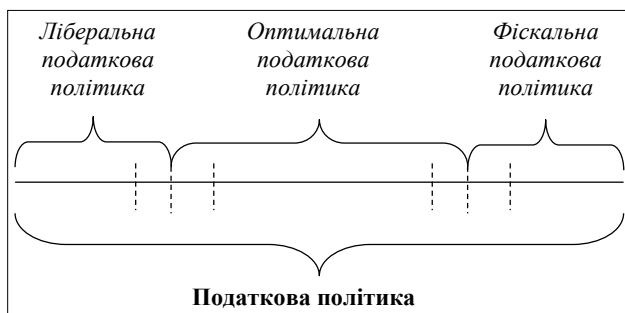 Ліберальна
податкова
політика
Оптимальна
податкова
політика
Фіскальна
податкова
політика
Податкова політика